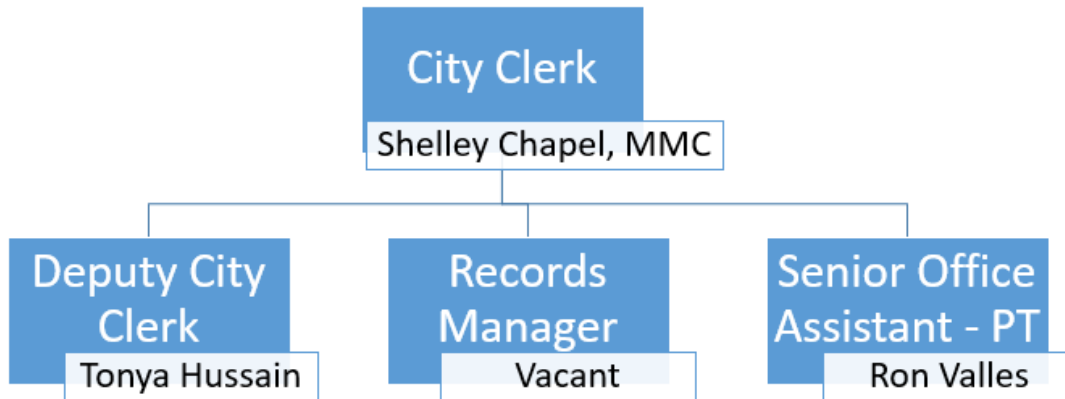 City Clerk
Shelley Chapel, MMC
Deputy City
Clerk
Tonya Hussain
Records
Manager
Vacant
Senior Office
Assistant - PT
Ron Valles